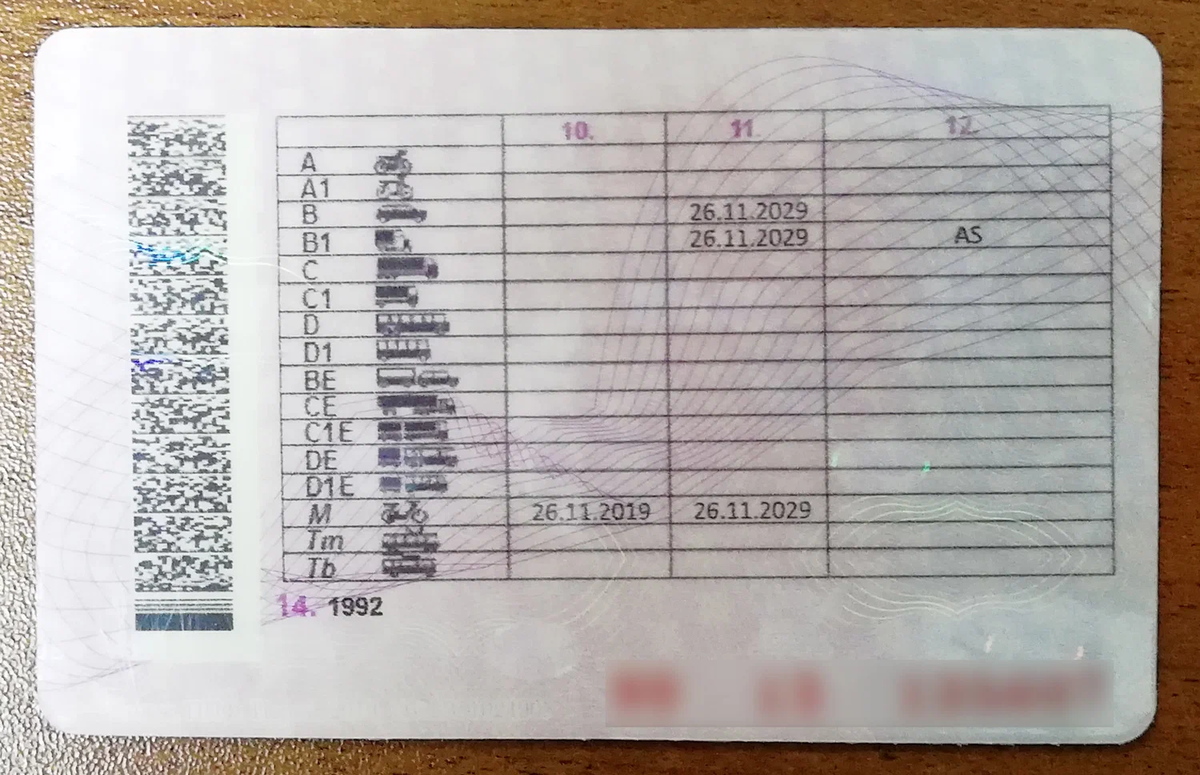 10. 11. 12.
A
A1
B 26.11.2029
B1 26.11.2029 AS
C
C1
D
D1
BE
CE
C1E
DE
D1E
M 26.11.2019 26.11.2029
Tm
Tb
14. 1992